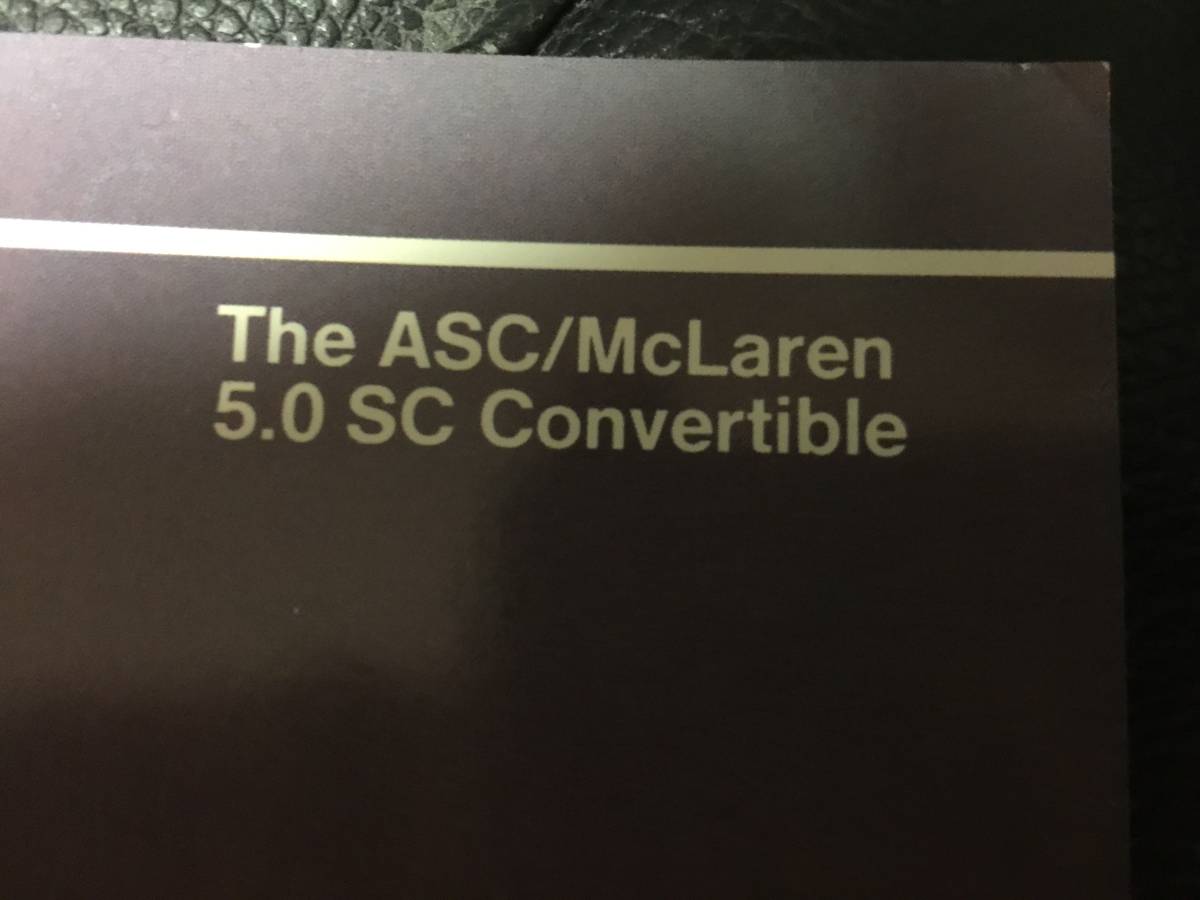 The ASC/McLaren
5.0 SC Convertible